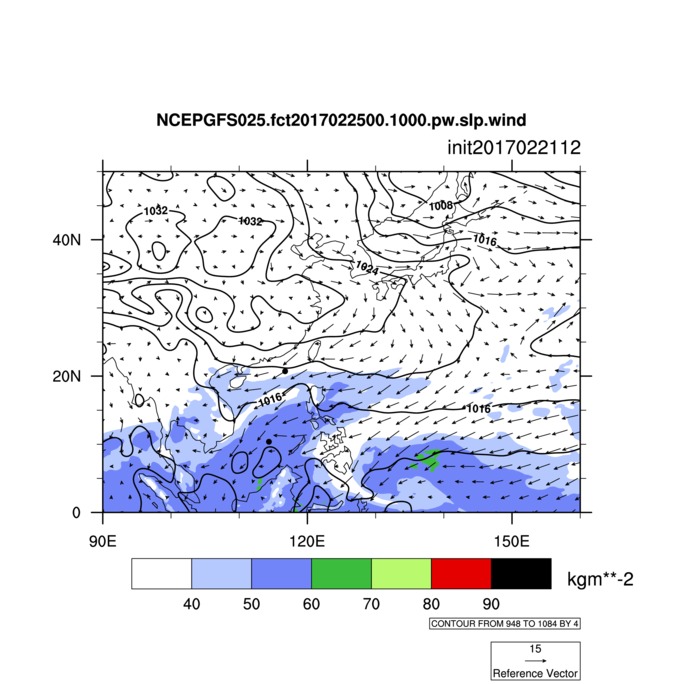 NCEPGFS025.fct2017022500.1000.pw.slp.wind
init2017022112
1032
1032
1008
1016
1024
40N
20N
0
1016
1016
90E
120E
150E
40 50 60 70 80 90
kgm**-2
CONTOUR FROM 948 TO 1084 BY 4
15
Reference Vector